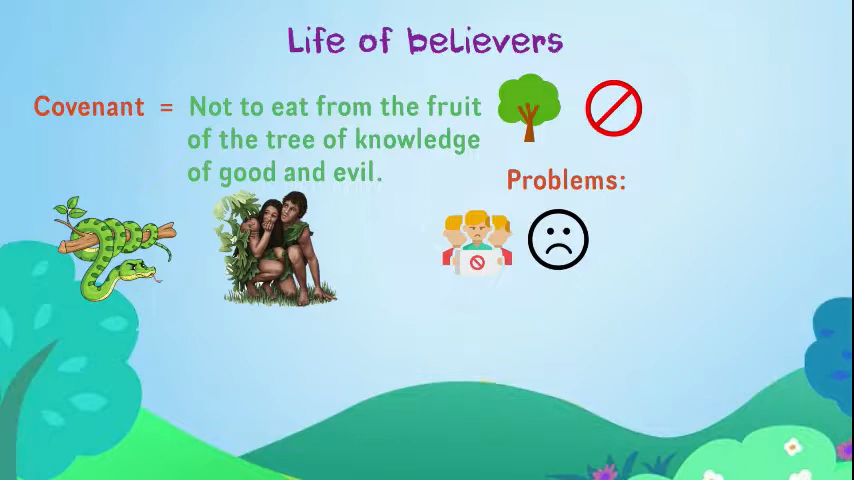 Life of believers
Covenant = Not to eat from the fruit
of the tree of knowledge
of good and evil.
Problems: